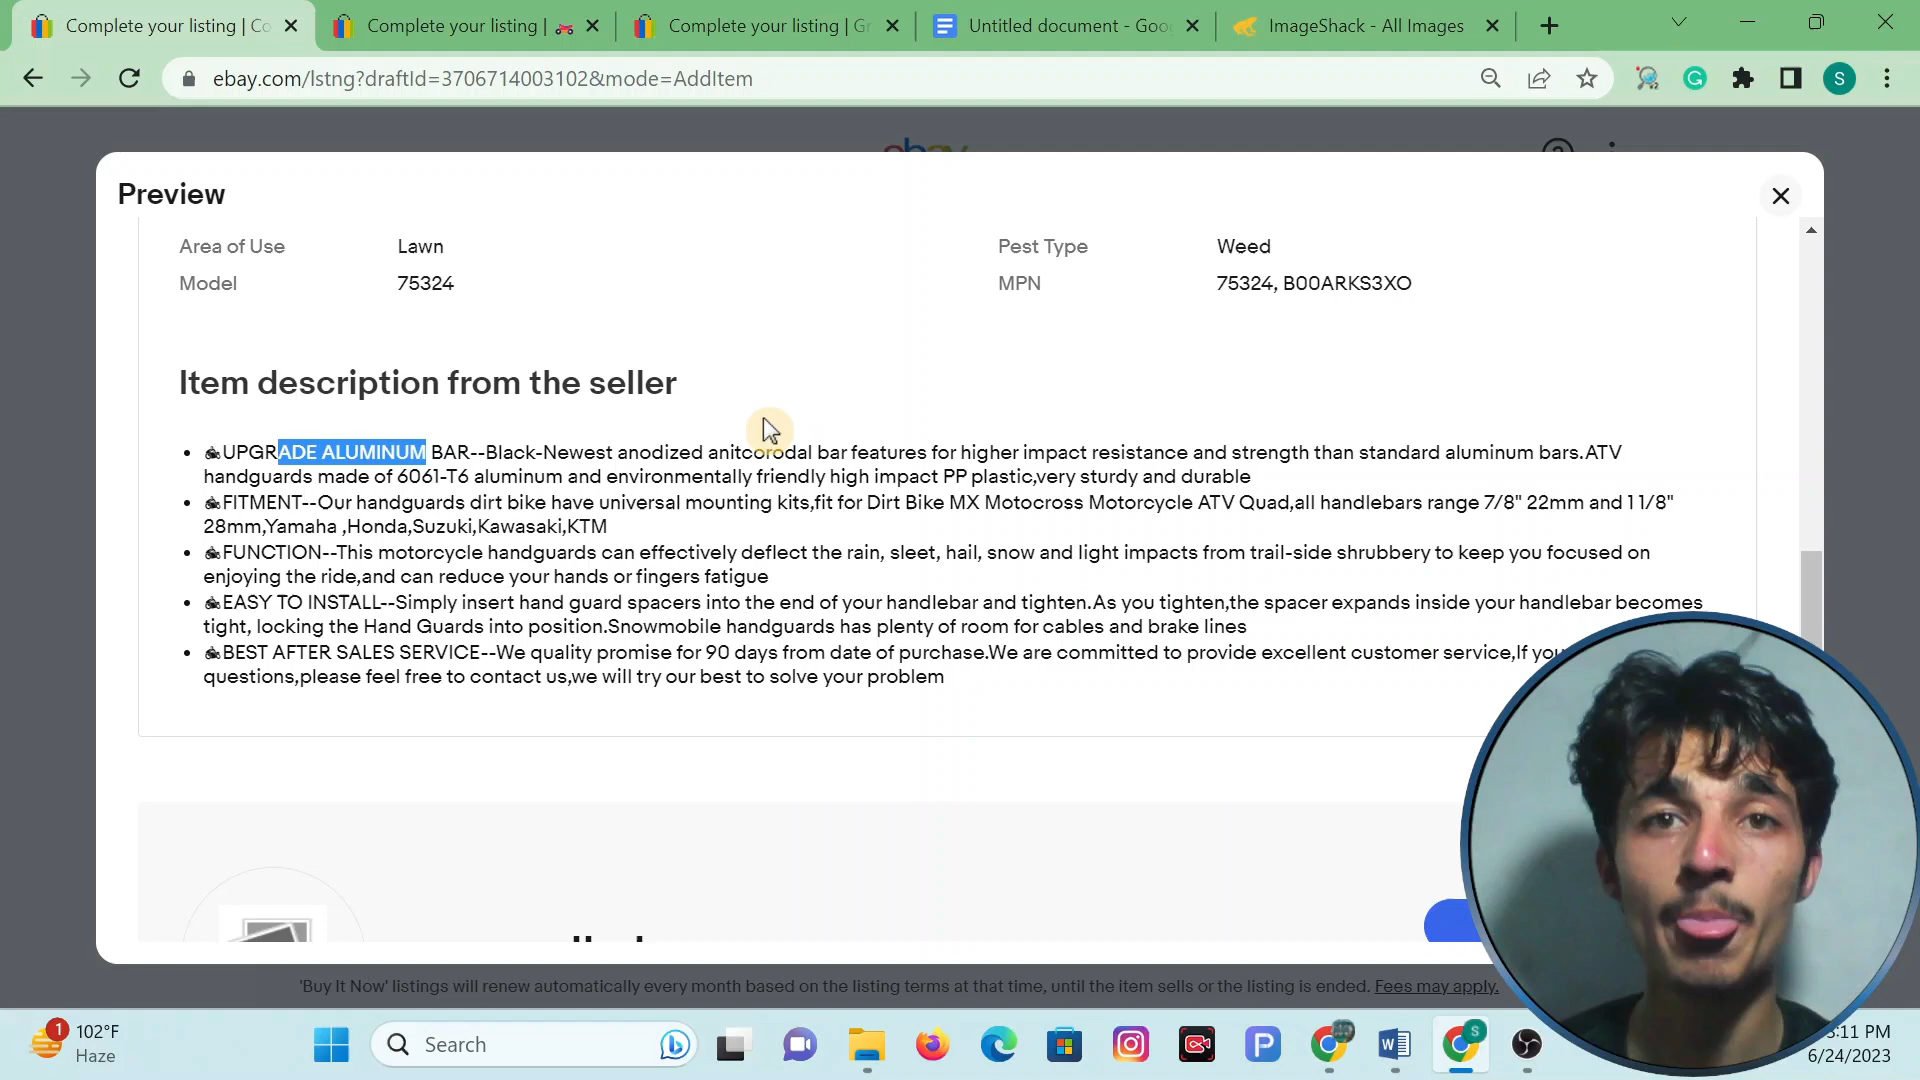 Complete your listing | Co
Complete your listing |
Complete your listing | Gr
Untitled document - Goo
ImageShack - All Images
ebay.com/lstng?draftId=3706714003102&mode=AddItem
S
ebay
Preview
Area of Use Lawn Pest Type Weed
Model 75324 MPN 75324, B00ARKS3XO
Item description from the seller
• 🏍UPGRADE ALUMINUM BAR--Black-Newest anodized anitcorodal bar features for higher impact resistance and strength than standard aluminum bars.ATV
handguards made of 6061-T6 aluminum and environmentally friendly high impact PP plastic,very sturdy and durable
• 🏍FITMENT--Our handguards dirt bike have universal mounting kits,fit for Dirt Bike MX Motocross Motorcycle ATV Quad,all handlebars range 7/8" 22mm and 1 1/8"
28mm,Yamaha ,Honda,Suzuki,Kawasaki,KTM
• 🏍FUNCTION--This motorcycle handguards can effectively deflect the rain, sleet, hail, snow and light impacts from trail-side shrubbery to keep you focused on
enjoying the ride,and can reduce your hands or fingers fatigue
• 🏍EASY TO INSTALL--Simply insert hand guard spacers into the end of your handlebar and tighten.As you tighten,the spacer expands inside your handlebar becomes
tight, locking the Hand Guards into position.Snowmobile handguards has plenty of room for cables and brake lines
• 🏍BEST AFTER SALES SERVICE--We quality promise for 90 days from date of purchase.We are committed to provide excellent customer service,If you
questions,please feel free to contact us,we will try our best to solve your problem
'Buy It Now' listings will renew automatically every month based on the listing terms at that time, until the item sells or the listing is ended. Fees may apply.
1
102°F
Haze
Search
S
:11 PM
6/24/2023